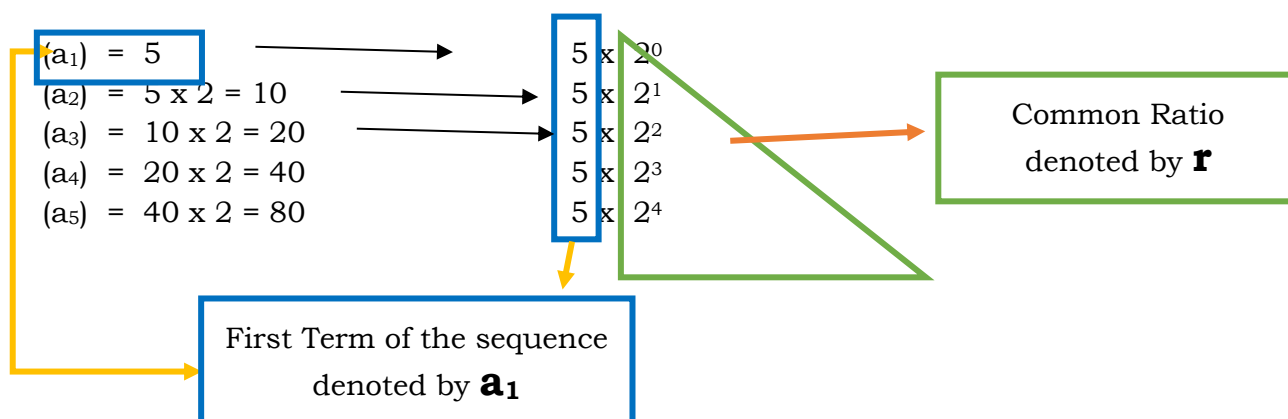 (a₁) = 5 5 x 2⁰
(a₂) = 5 x 2 = 10 5 x 2¹
(a₃) = 10 x 2 = 20 5 x 2²
(a₄) = 20 x 2 = 40 5 x 2³
(a₅) = 40 x 2 = 80 5 x 2⁴
Common Ratio
denoted by r
First Term of the sequence
denoted by a₁